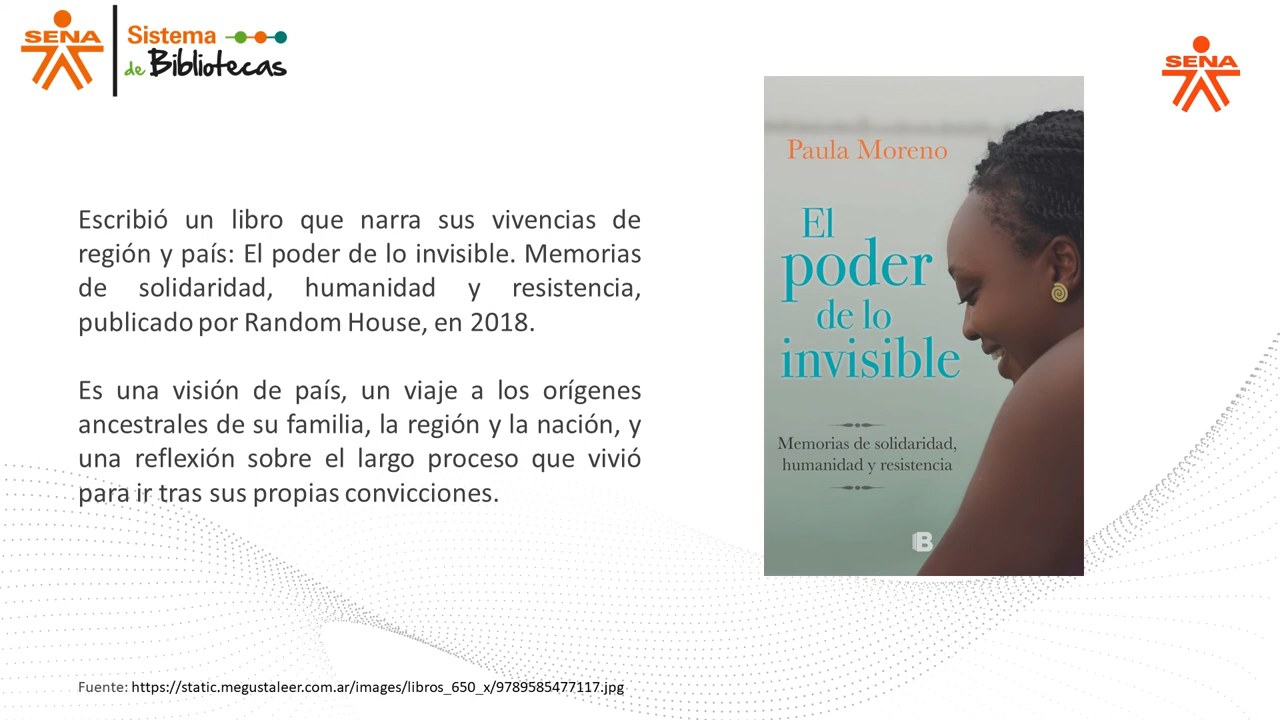 SENA
Sistema
de Bibliotecas
SENA
Escribió un libro que narra sus vivencias de
región y país: El poder de lo invisible. Memorias
de solidaridad, humanidad y resistencia,
publicado por Random House, en 2018.
Es una visión de país, un viaje a los orígenes
ancestrales de su familia, la región y la nación, y
una reflexión sobre el largo proceso que vivió
para ir tras sus propias convicciones.
Paula Moreno
El
poder
de lo
invisible
Memorias de solidaridad,
humanidad y resistencia
B
Fuente: https://static.megustaleer.com.ar/images/libros_650_x/9789585477117.jpg